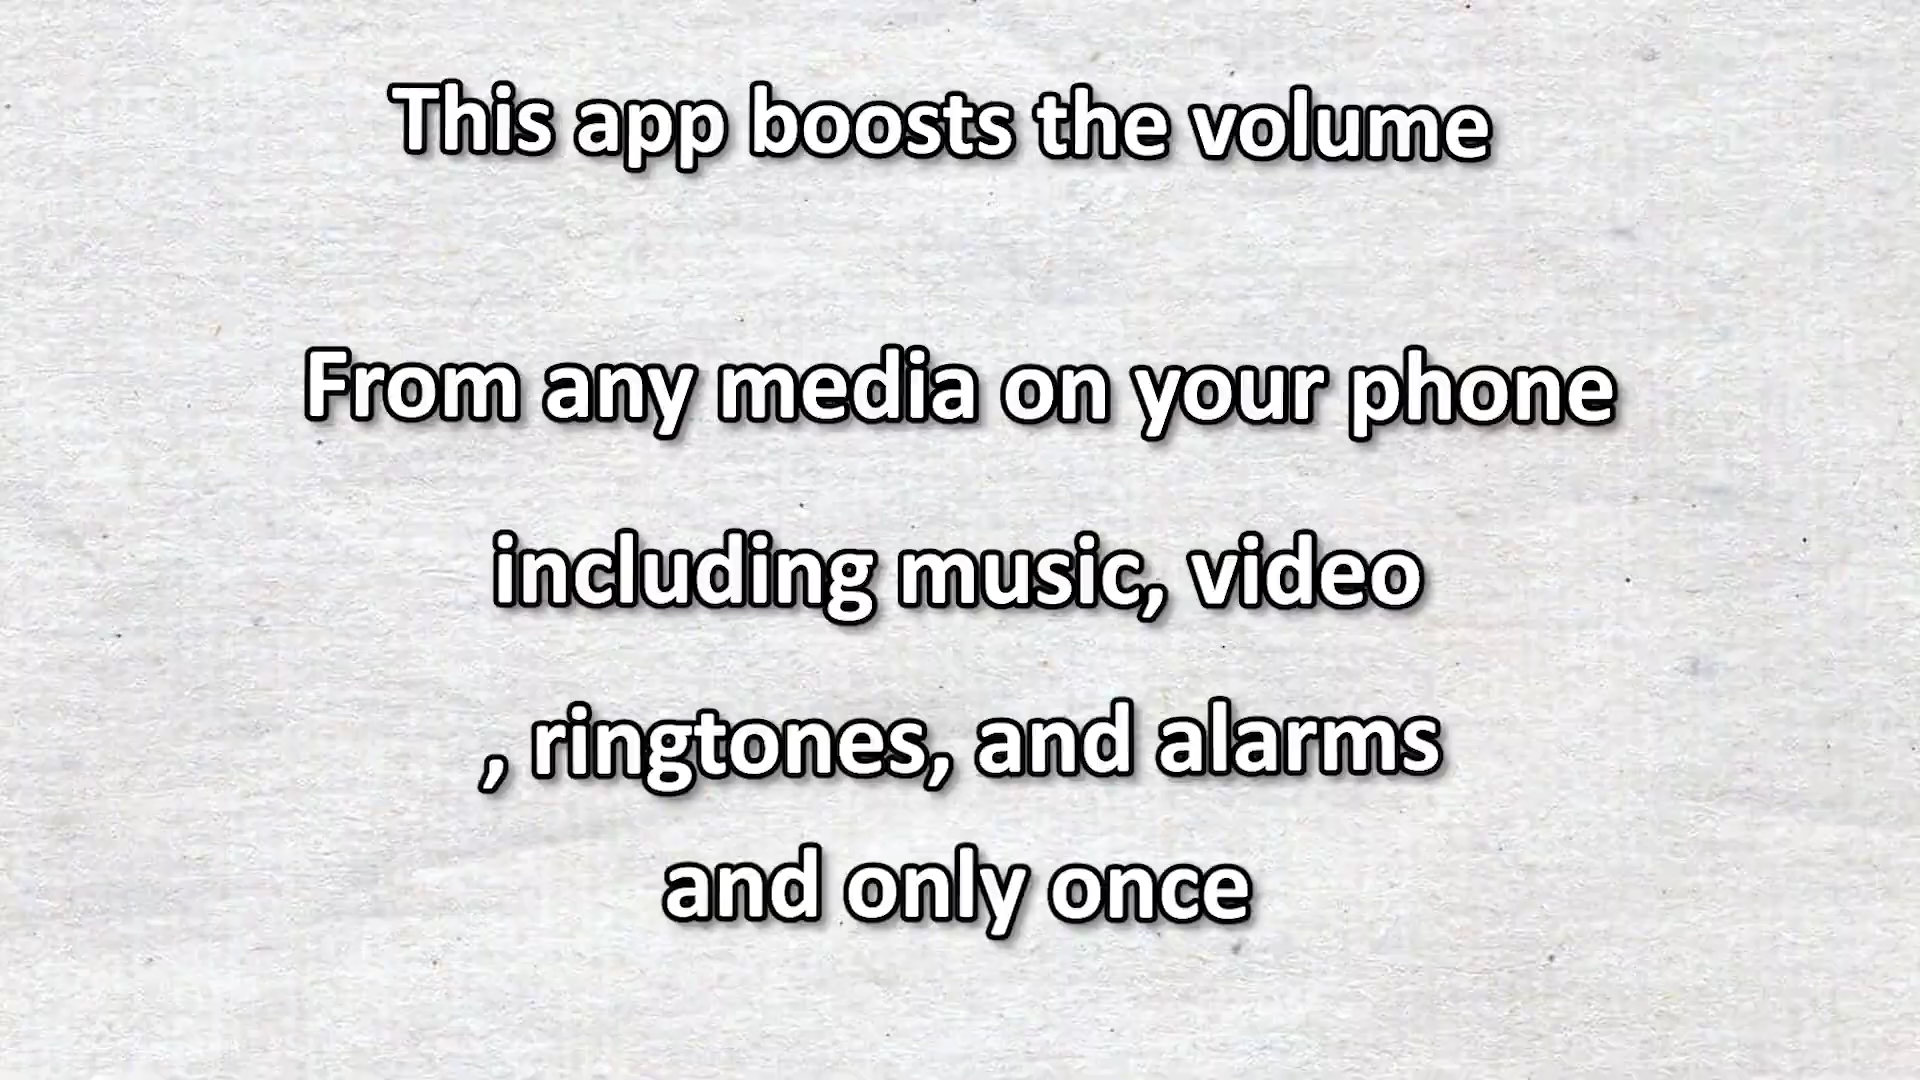 This app boosts the volume
From any media on your phone
including music, video
, ringtones, and alarms
and only once